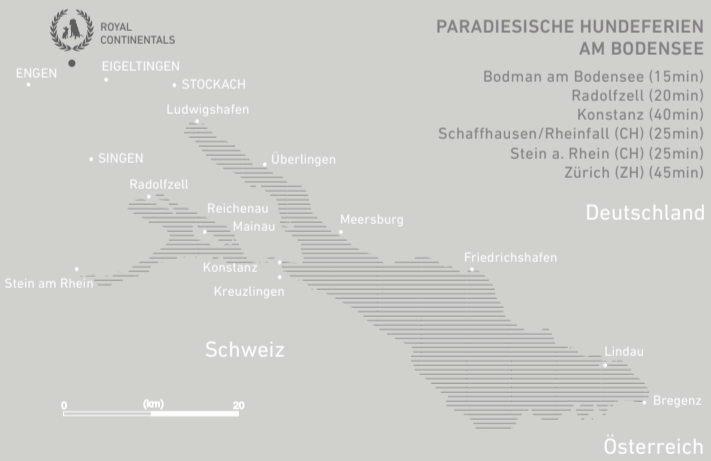 ROYAL
CONTINENTALS
PARADIESISCHE HUNDEFERIEN
AM BODENSEE
Bodman am Bodensee (15min)
Radolfzell (20min)
Konstanz (40min)
Schaffhausen/Rheinfall (CH) (25min)
Stein a. Rhein (CH) (25min)
Zürich (ZH) (45min)
ENGEN
EIGELTINGEN
STOCKACH
Ludwigshafen
SINGEN
Überlingen
Radolfzell
Reichenau
Mainau
Meersburg
Deutschland
Konstanz
Friedrichshafen
Stein am Rhein
Kreuzlingen
Schweiz
Lindau
0 (km) 20
Bregenz
Österreich